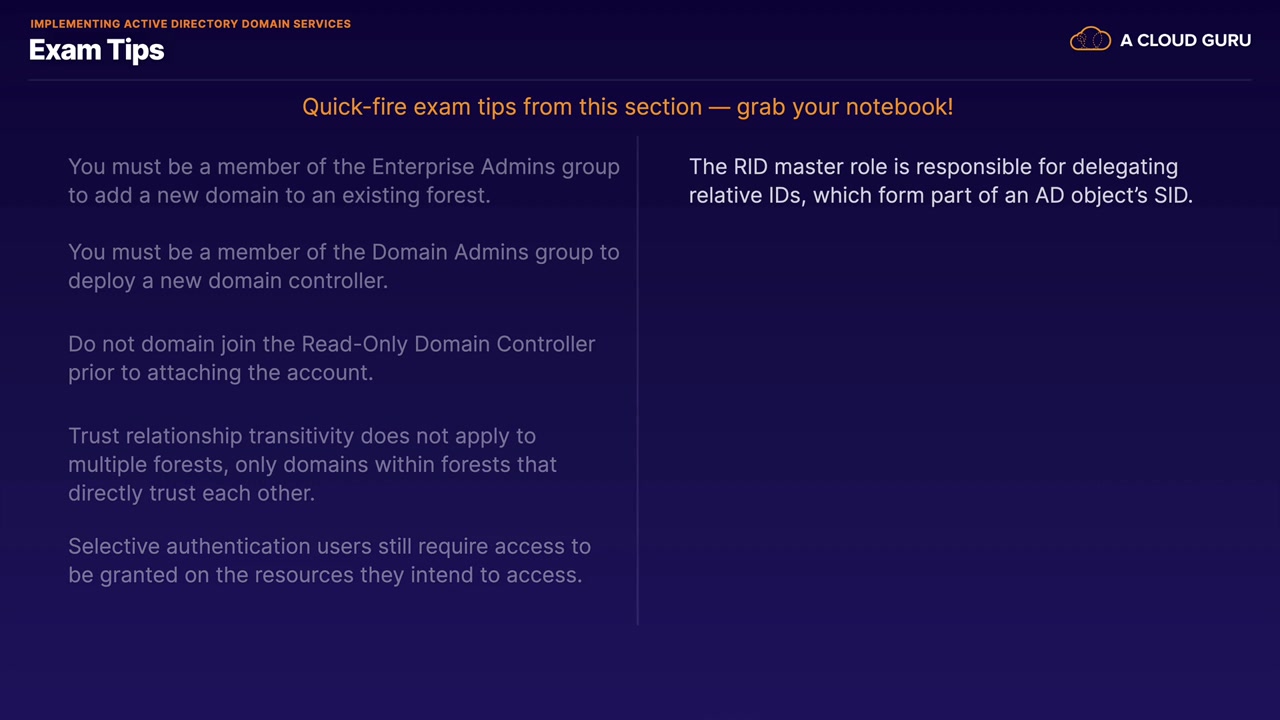 IMPLEMENTING ACTIVE DIRECTORY DOMAIN SERVICES
Exam Tips
A CLOUD GURU
Quick-fire exam tips from this section — grab your notebook!
You must be a member of the Enterprise Admins group
to add a new domain to an existing forest.
You must be a member of the Domain Admins group to
deploy a new domain controller.
Do not domain join the Read-Only Domain Controller
prior to attaching the account.
Trust relationship transitivity does not apply to
multiple forests, only domains within forests that
directly trust each other.
Selective authentication users still require access to
be granted on the resources they intend to access.
The RID master role is responsible for delegating
relative IDs, which form part of an AD object’s SID.